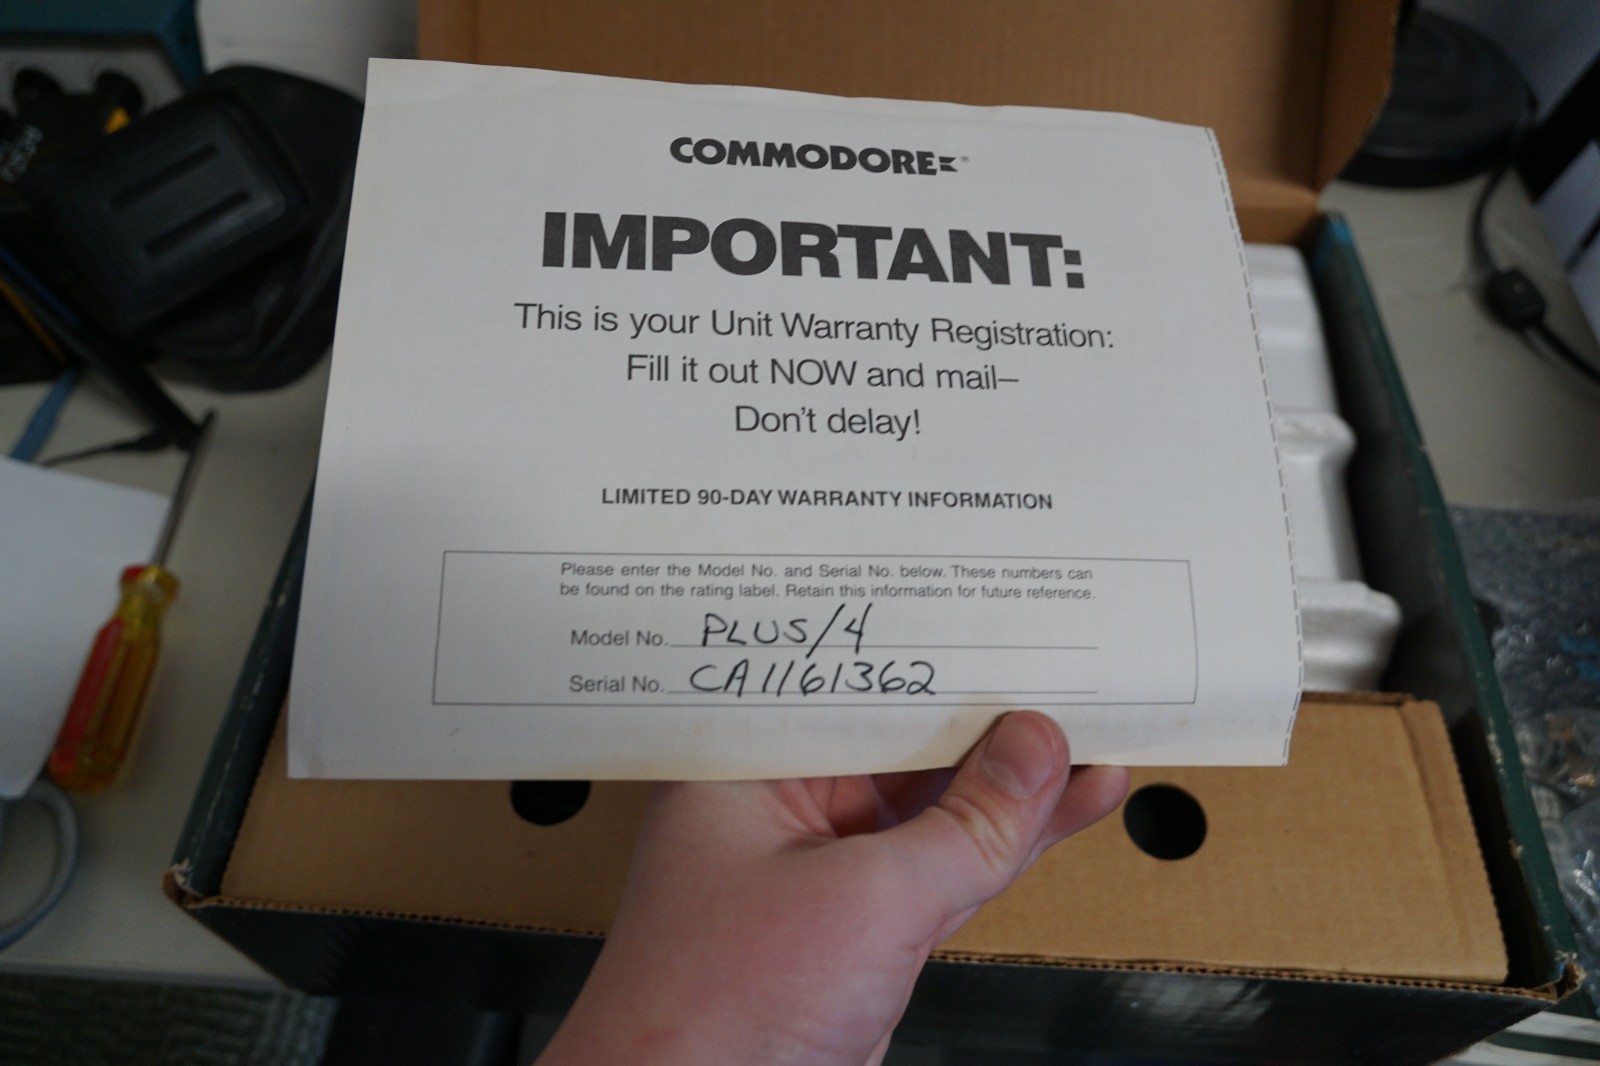 COMMODORE
IMPORTANT:
This is your Unit Warranty Registration:
Fill it out NOW and mail—
Don't delay!
LIMITED 90-DAY WARRANTY INFORMATION
Please enter the Model No. and Serial No. below. These numbers can
be found on the rating label. Retain this information for future reference.
Model No. PLUS/4
Serial No. CA1161362